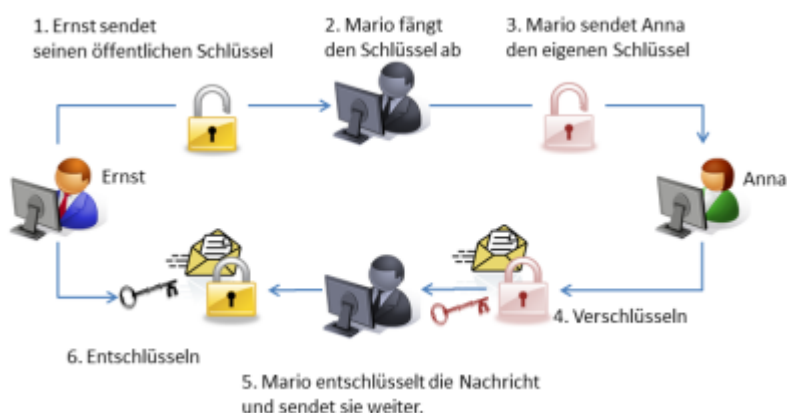 1. Ernst sendet
seinen öffentlichen Schlüssel
2. Mario fängt
den Schlüssel ab
3. Mario sendet Anna
den eigenen Schlüssel
Ernst
Anna
4. Verschlüsseln
5. Mario entschlüsselt die Nachricht
und sendet sie weiter.
6. Entschlüsseln